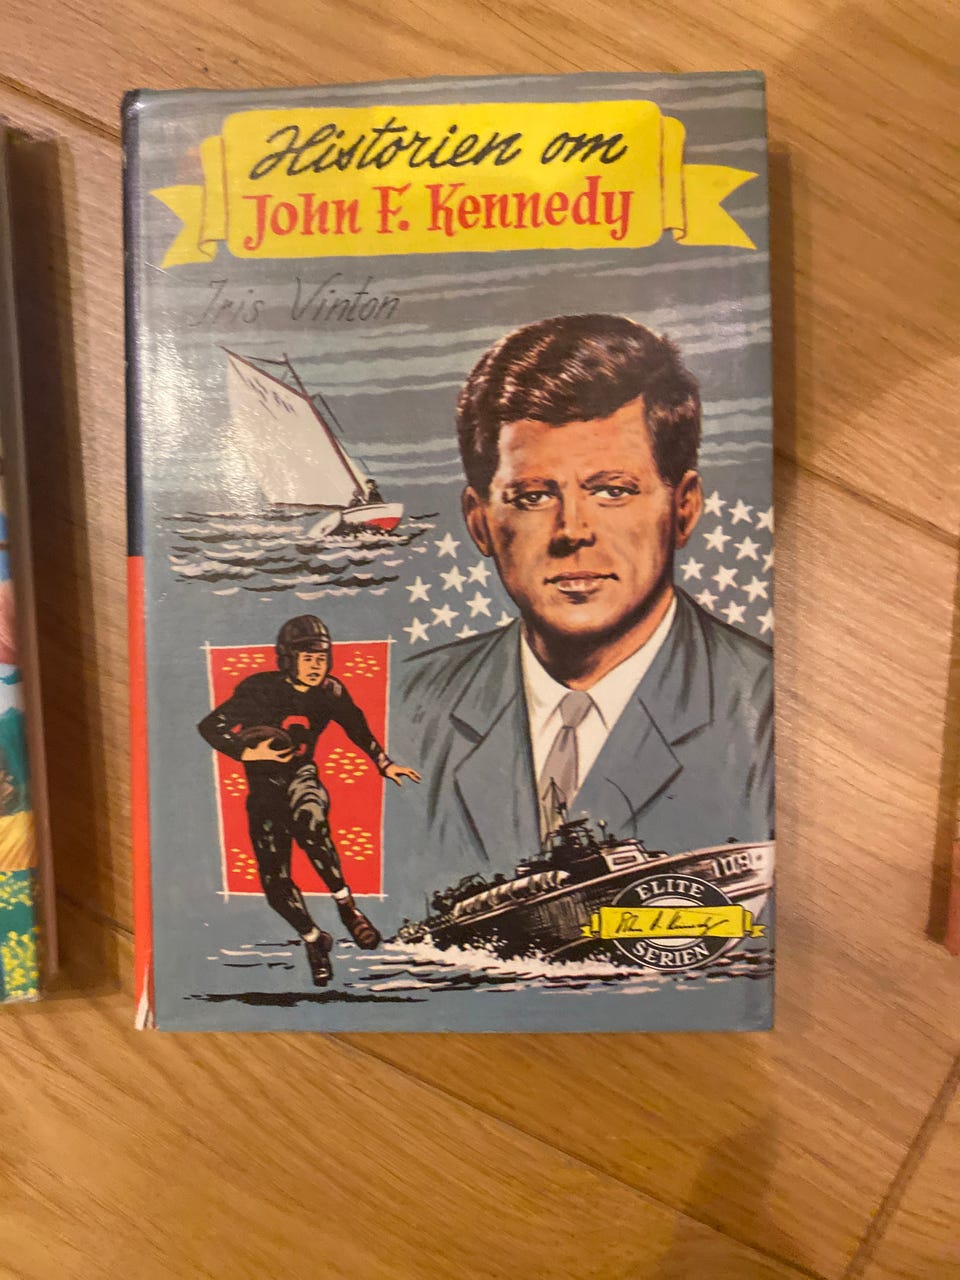 Historien om
John F. Kennedy
Iris Vinton
109
ELITE
SERIEN